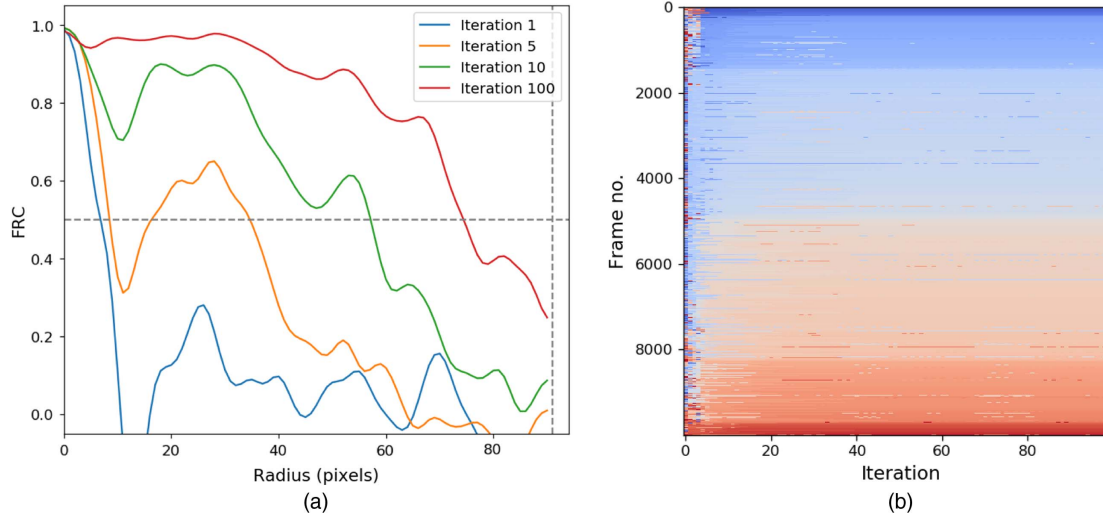 1.0
0.8
0.6
0.4
0.2
0.0
FRC
0
20
40
60
80
Radius (pixels)
Iteration 1
Iteration 5
Iteration 10
Iteration 100
(a)
0
2000
4000
6000
8000
Frame no.
0
20
40
60
80
Iteration
(b)